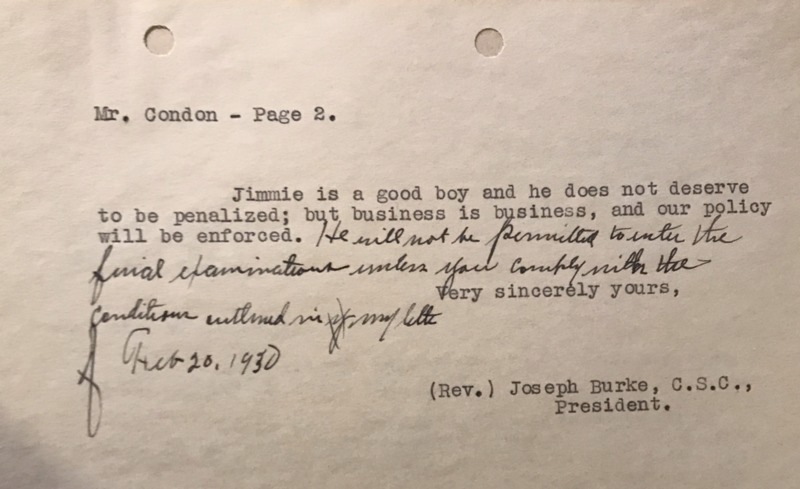 Mr. Condon - Page 2.
Jimmie is a good boy and he does not deserve
to be penalized; but business is business, and our policy
will be enforced. He will not be permitted to enter the
final examinations unless you comply with the
Very sincerely yours,
conditions outlined in my letter
of Feb 20, 1930
(Rev.) Joseph Burke, C.S.C.,
President.